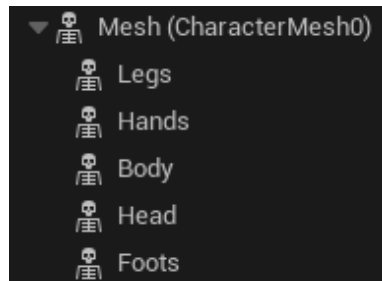 Mesh (CharacterMesh0)
Legs
Hands
Body
Head
Foots